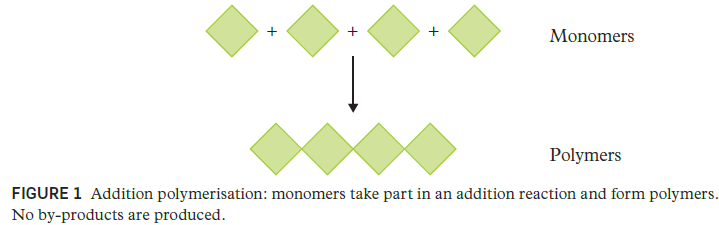 + + +
Monomers
Polymers
FIGURE 1 Addition polymerisation: monomers take part in an addition reaction and form polymers.
No by-products are produced.